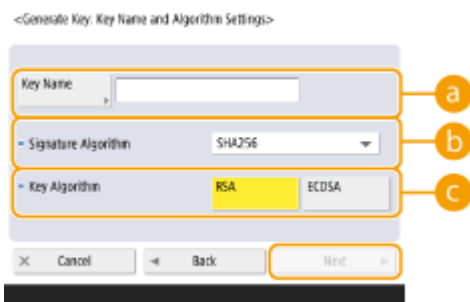 <Generate Key: Key Name and Algorithm Settings>
Key Name
a
Signature Algorithm
SHA256
b
Key Algorithm
RSA
ECDSA
c
Cancel
Back
Next